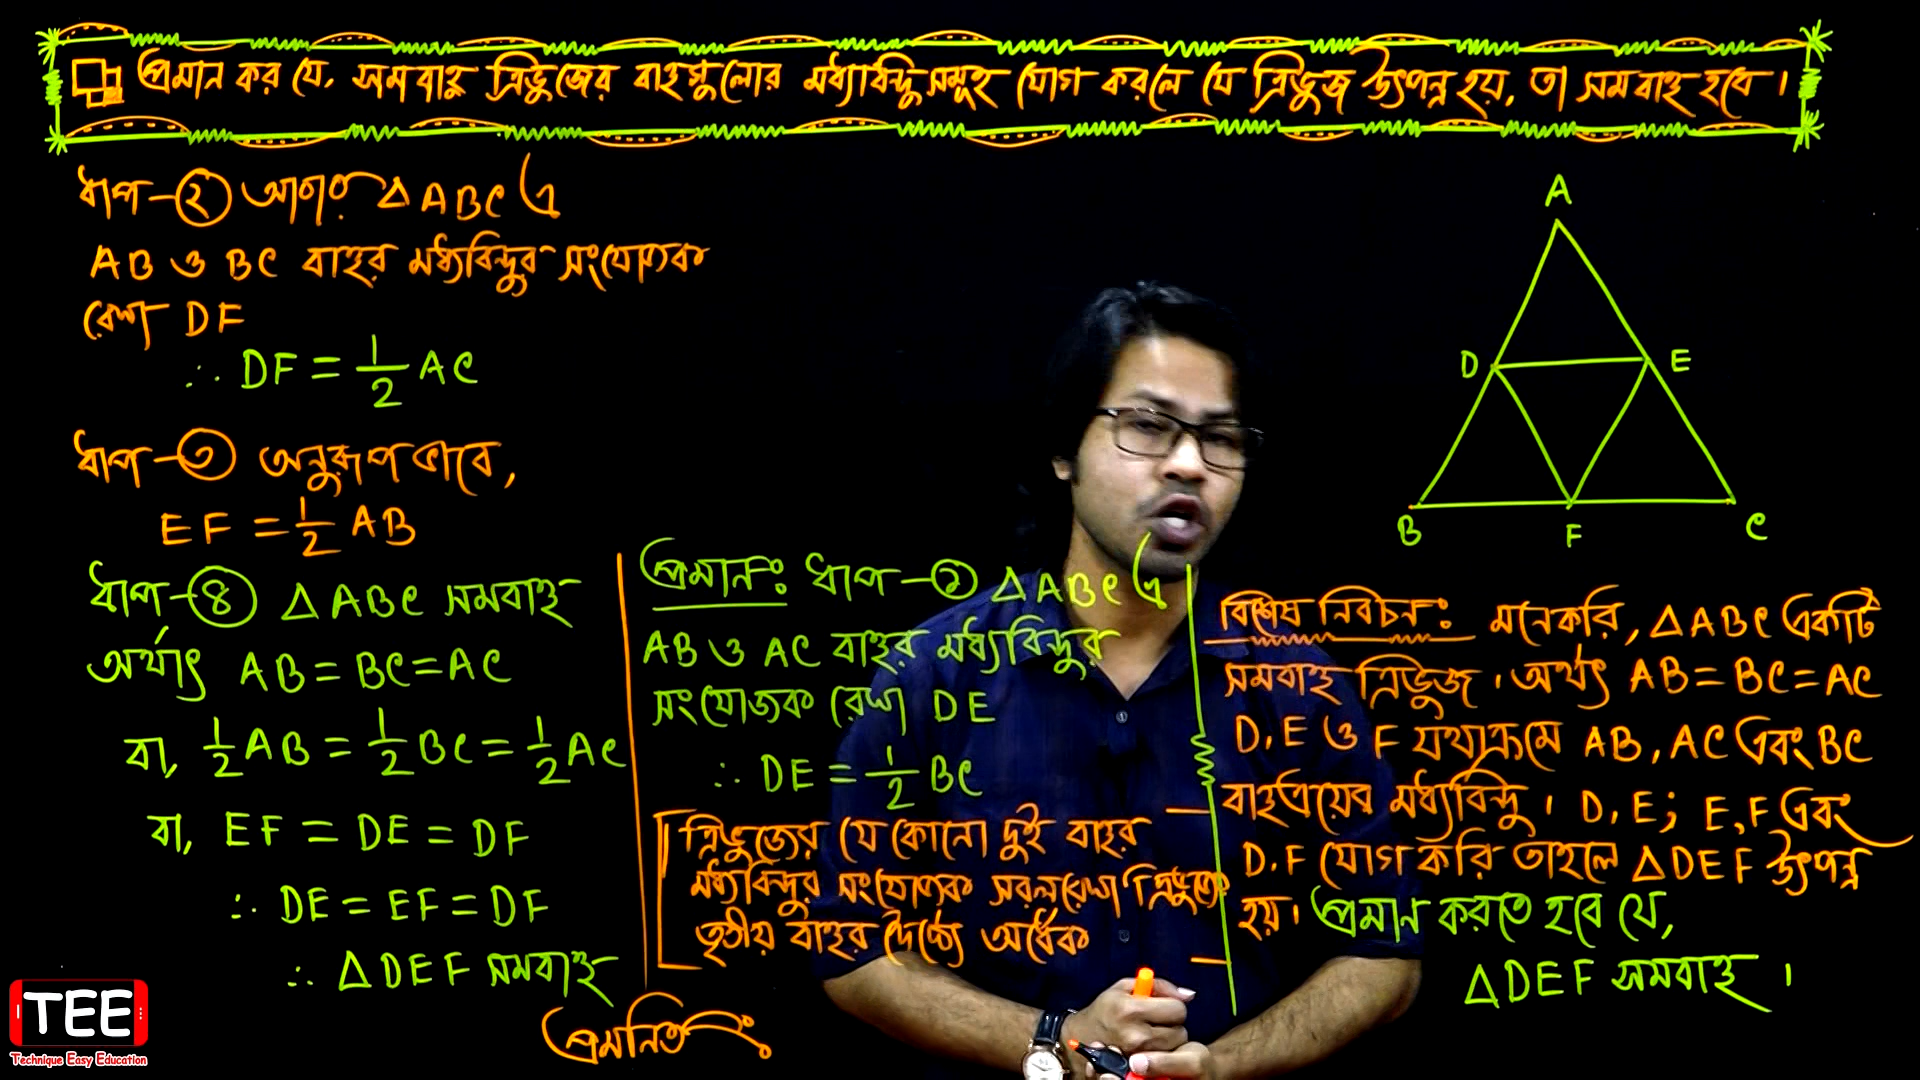 প্রমান কর যে, সমবাহু ত্রিভুজের বাহুগুলোর মধ্যবিন্দু সমূহ যোগ করলে যে ত্রিভুজ উৎপন্ন হয়, তা সমবাহু হবে।
A
D
E
B
F
C
বিশেষ নির্বচন: মনেকরি, △ABC একটি
সমবাহু ত্রিভুজ। অর্থাৎ AB = BC = AC
D, E ও F যথাক্রমে AB, AC এবং BC
বাহুত্রয়ের মধ্যবিন্দু। D, E; E, F এবং
D, F যোগ করি তাহলে △DEF উৎপন্ন
হয়। প্রমান করতে হবে যে,
△DEF সমবাহু।
প্রমান: ধাপ-১ △ABC এ
AB ও AC বাহুর মধ্যবিন্দুর
সংযোজক রেখা DE
∴ DE = 1/2 BC
[ ত্রিভুজের যে কোনো দুই বাহুর
মধ্যবিন্দুর সংযোজক সরলরেখা ত্রিভুজের
তৃতীয় বাহুর দৈর্ঘ্যে অর্ধেক ]
ধাপ-২ আবার △ABC এ
AB ও BC বাহুর মধ্যবিন্দুর সংযোজক
রেখা DF
∴ DF = 1/2 AC
ধাপ-৩ অনুরূপভাবে,
EF = 1/2 AB
ধাপ-৪ △ABC সমবাহু
অর্থাৎ AB = BC = AC
বা, 1/2 AB = 1/2 BC = 1/2 AC
বা, EF = DE = DF
∴ DE = EF = DF
∴ △DEF সমবাহু
প্রমানিত
TEE
Technique Easy Education